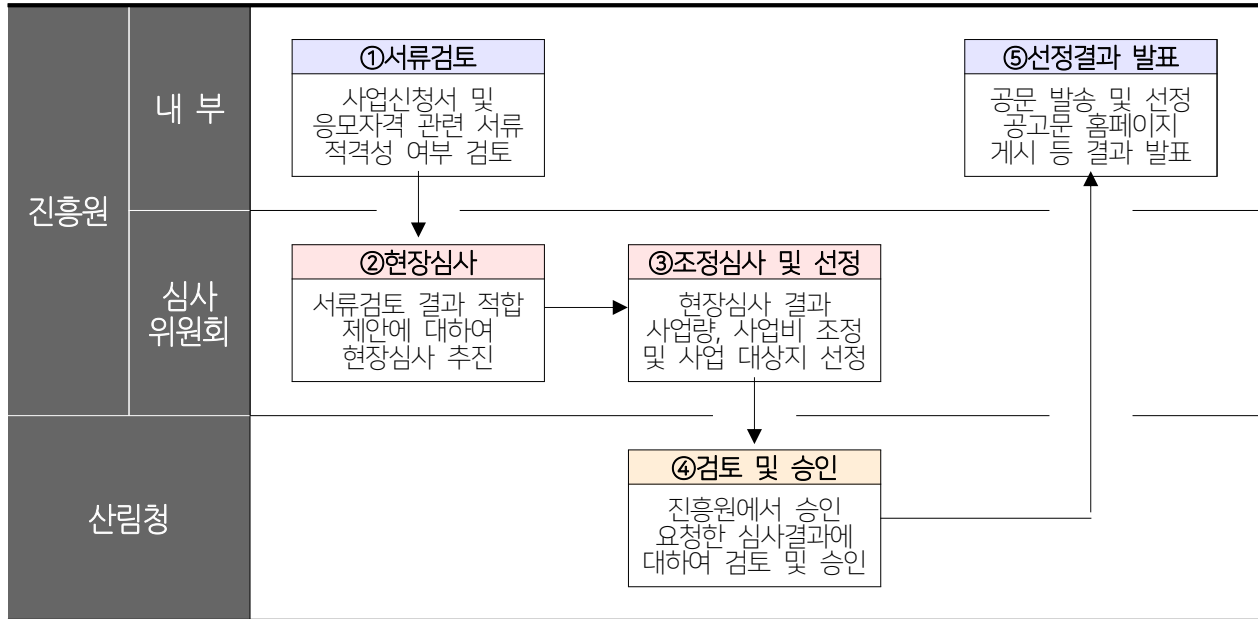 진흥원
내 부
①서류검토
사업신청서 및
응모자격 관련 서류
적격성 여부 검토
⑤선정결과 발표
공문 발송 및 선정
공고문 홈페이지
게시 등 결과 발표
심사
위원회
②현장심사
서류검토 결과 적합
제안에 대하여
현장심사 추진
③조정심사 및 선정
현장심사 결과
사업량, 사업비 조정
및 사업 대상지 선정
산림청
④검토 및 승인
진흥원에서 승인
요청한 심사결과에
대하여 검토 및 승인